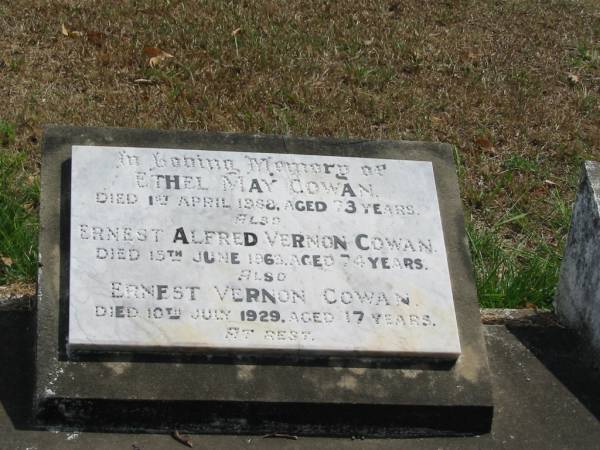 In Loving Memory of
ETHEL MAY COWAN.
DIED 1ST APRIL 1968, AGED 73 YEARS.
ALSO
ERNEST ALFRED VERNON COWAN.
DIED 15TH JUNE AGED 74 YEARS.
ALSO
ERNEST VERNON COWAN.
DIED 10TH JULY 1929, AGED 17 YEARS.
AT REST.